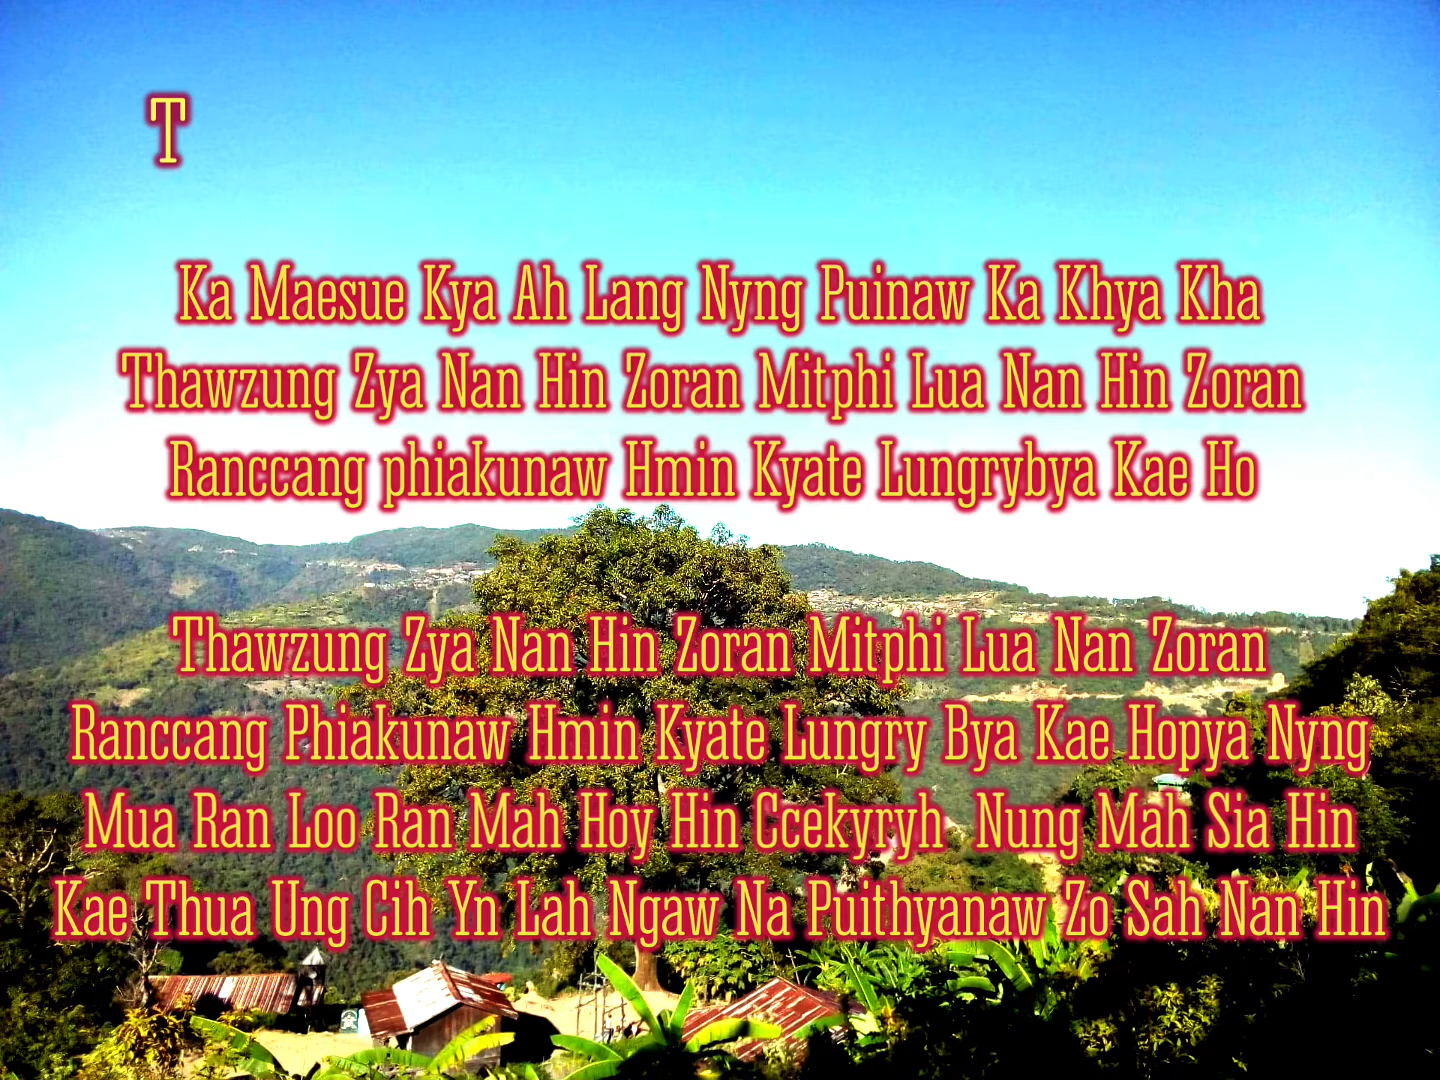 T
Ka Maesue Kya Ah Lang Nyng Puinaw Ka Khya Kha
Thawzung Zya Nan Hin Zoran Mitphi Lua Nan Hin Zoran
Ranccang phiakunaw Hmin Kyate Lungrybya Kae Ho
Thawzung Zya Nan Hin Zoran Mitphi Lua Nan Zoran
Ranccang Phiakunaw Hmin Kyate Lungry Bya Kae Hopya Nyng
Mua Ran Loo Ran Mah Hoy Hin Ccekyryh Nung Mah Sia Hin
Kae Thua Ung Cih Yn Lah Ngaw Na Puithyanaw Zo Sah Nan Hin